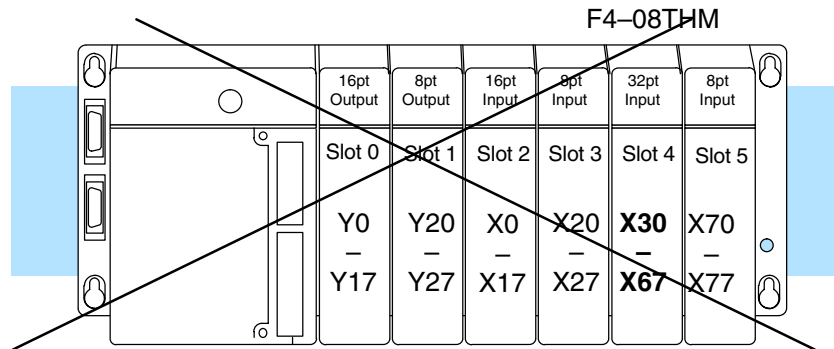 F4–08THM
16pt Output 8pt Output 16pt Input 8pt Input 32pt Input 8pt Input
Slot 0 Slot 1 Slot 2 Slot 3 Slot 4 Slot 5
Y0 Y20 X0 X20 X30 X70
– – – – – –
Y17 Y27 X17 X27 X67 X77